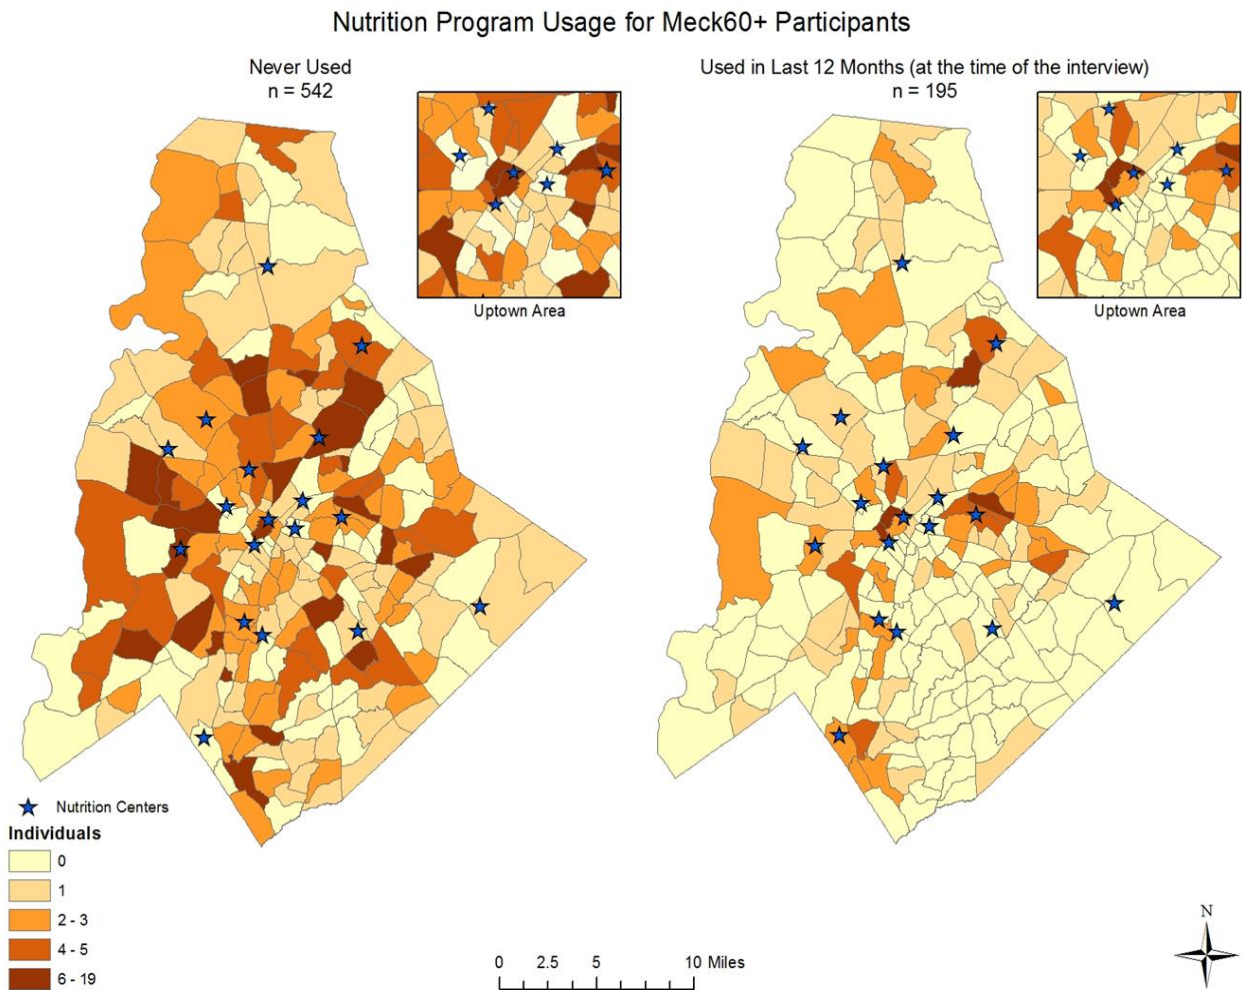 Nutrition Program Usage for Meck60+ Participants
Never Used
n = 542
Used in Last 12 Months (at the time of the interview)
n = 195
Uptown Area
Uptown Area
Nutrition Centers
Individuals
0
1
2 - 3
4 - 5
6 - 19
0 2.5 5 10 Miles
N